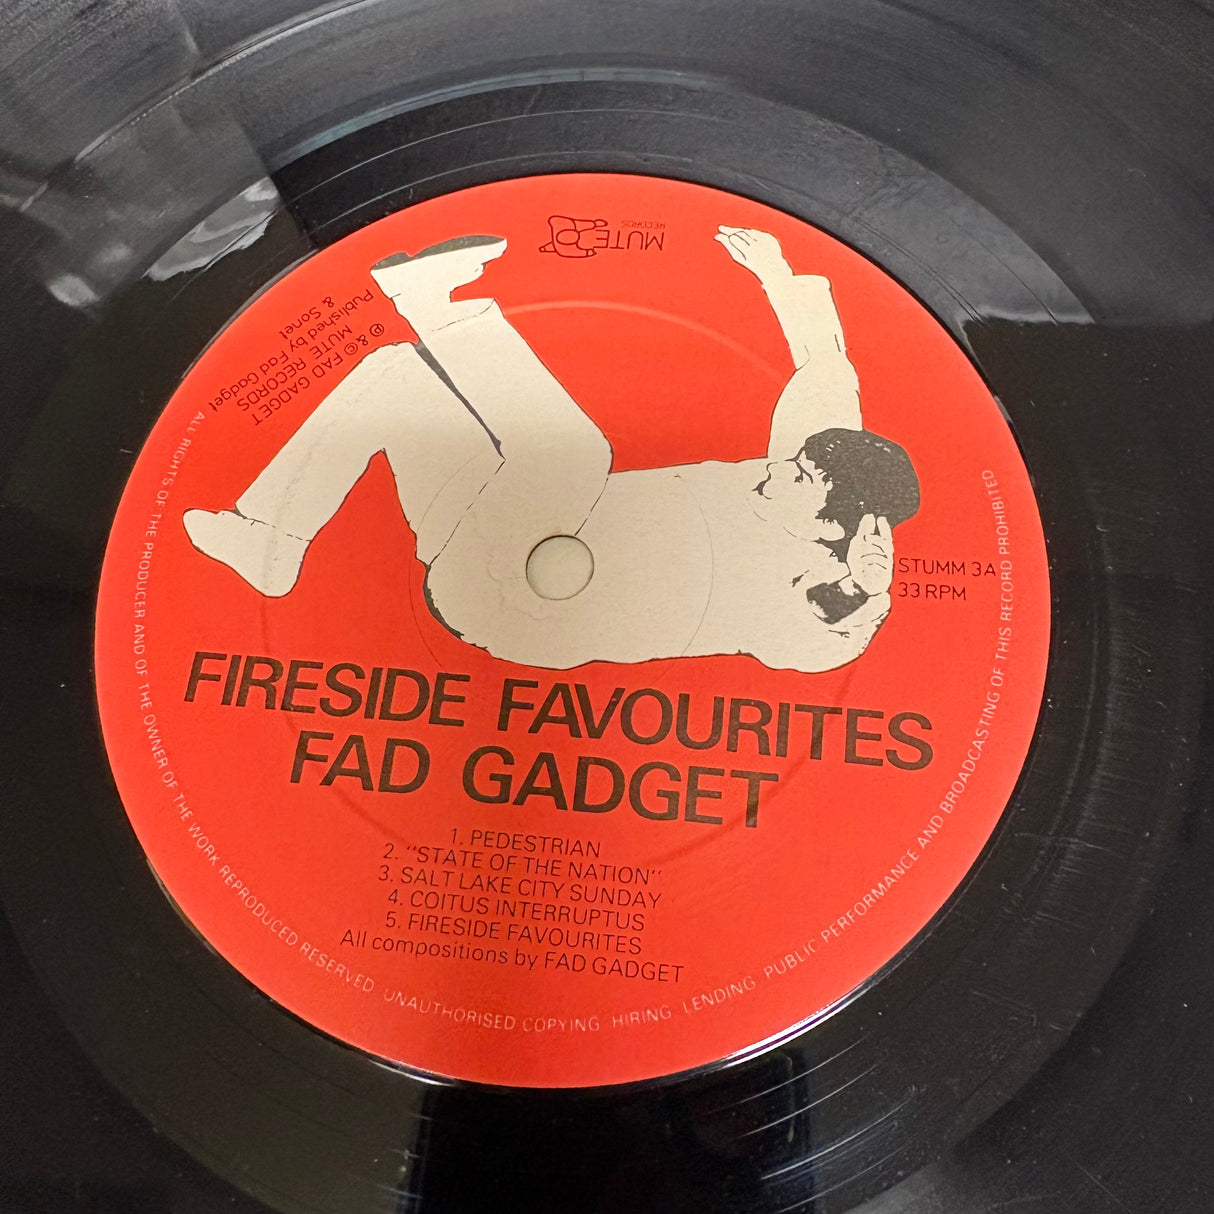 MUTE
RECORDS
℗ & © FAD GADGET
MUTE RECORDS
Published by Fad Gadget
& Sonet
STUMM 3A
33 RPM
FIRESIDE FAVOURITES
FAD GADGET
1. PEDESTRIAN
2. "STATE OF THE NATION"
3. SALT LAKE CITY SUNDAY
4. COITUS INTERRUPTUS
5. FIRESIDE FAVOURITES
All compositions by FAD GADGET
ALL RIGHTS OF THE PRODUCER AND OF THE OWNER OF THE WORK REPRODUCED RESERVED. UNAUTHORISED COPYING. HIRING. LENDING. PUBLIC PERFORMANCE AND BROADCASTING OF THIS RECORD PROHIBITED